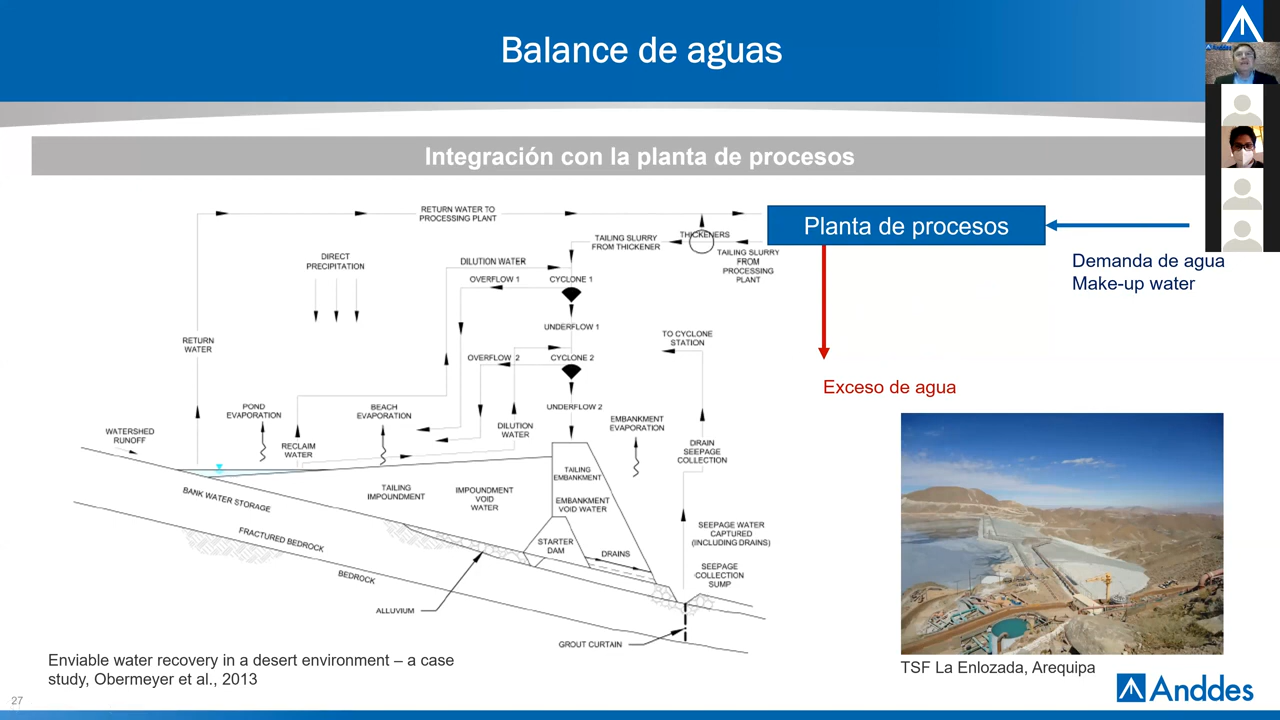 Balance de aguas
Anddes
Integración con la planta de procesos
RETURN WATER TO
PROCESSING PLANT
Planta de procesos
Demanda de agua
Make-up water
THICKENERS
TAILING SLURRY
FROM THICKENER
TAILING SLURRY
FROM
PROCESSING
PLANT
DIRECT
PRECIPITATION
DILUTION WATER
OVERFLOW 1
CYCLONE 1
UNDERFLOW 1
RETURN
WATER
TO CYCLONE
STATION
OVERFLOW 2
CYCLONE 2
UNDERFLOW 2
Exceso de agua
POND
EVAPORATION
BEACH
EVAPORATION
EMBANKMENT
EVAPORATION
WATERSHED
RUNOFF
RECLAIM
WATER
DILUTION
WATER
DRAIN
SEEPAGE
COLLECTION
TAILING
EMBANKMENT
TAILING
IMPOUNDMENT
IMPOUNDMENT
VOID
WATER
EMBANKMENT
VOID WATER
BANK WATER STORAGE
FRACTURED BEDROCK
BEDROCK
STARTER
DAM
DRAINS
SEEPAGE WATER
CAPTURED
(INCLUDING DRAINS)
SEEPAGE
COLLECTION
SUMP
ALLUVIUM
GROUT CURTAIN
Enviable water recovery in a desert environment – a case
study, Obermeyer et al., 2013
TSF La Enlozada, Arequipa
Anddes
27